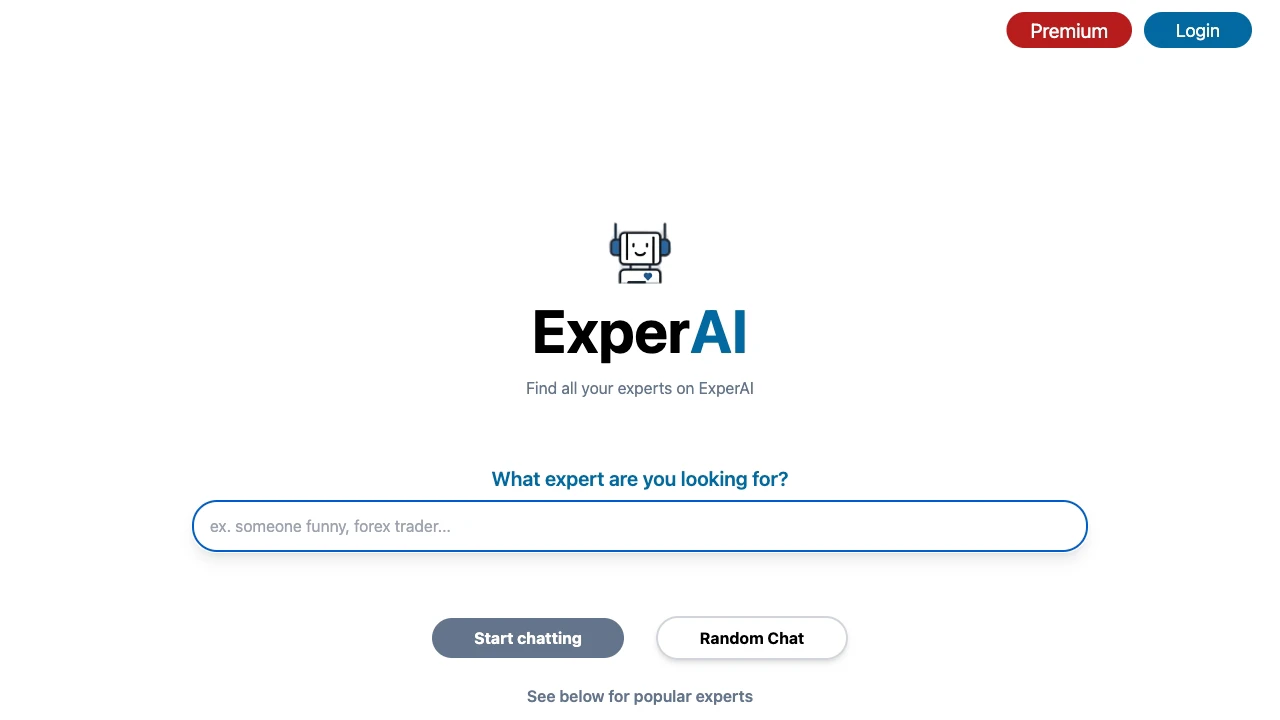 Premium
Login
ExperAI
Find all your experts on ExperAI
What expert are you looking for?
ex. someone funny, forex trader...
Start chatting
Random Chat
See below for popular experts